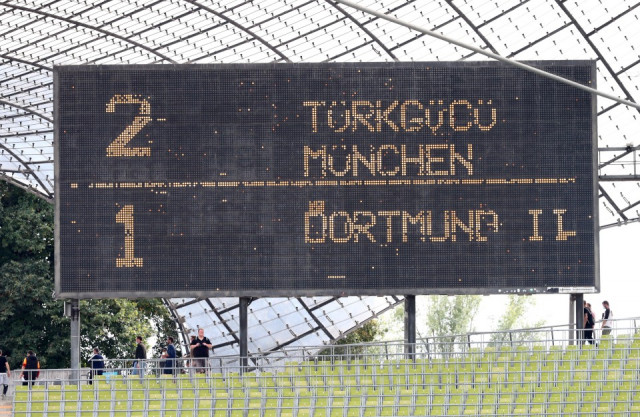 2 TÜRKGÜCÜ
MÜNCHEN
1 DORTMUND II